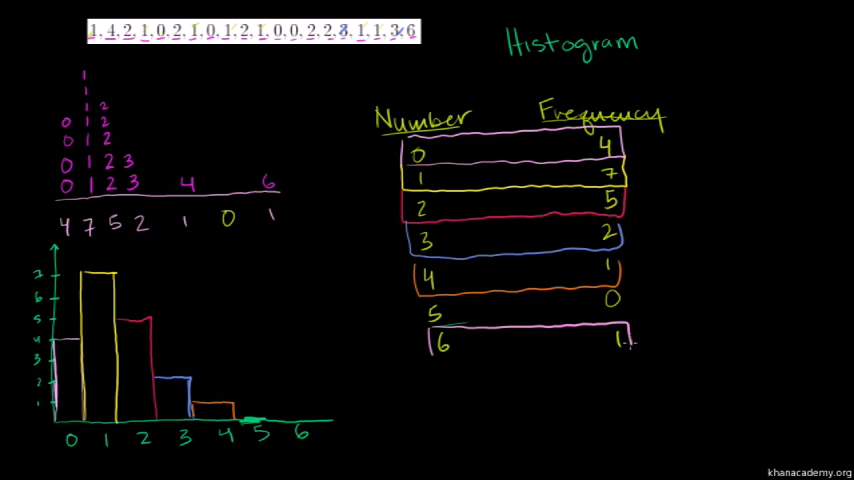 1,4,2,1,0,2,1,0,1,2,1,0,0,2,2,3,1,1,3,6
Histogram
1
1
1 2
0 1 2
0 1 2
0 1 2 3
0 1 2 3 4 6
4 7 5 2 1 0 1
Number Frequency
0 4
1 7
2 5
3 2
4 1
5 0
6 1
7
6
5
4
3
2
1
0 1 2 3 4 5 6
khanacademy.org